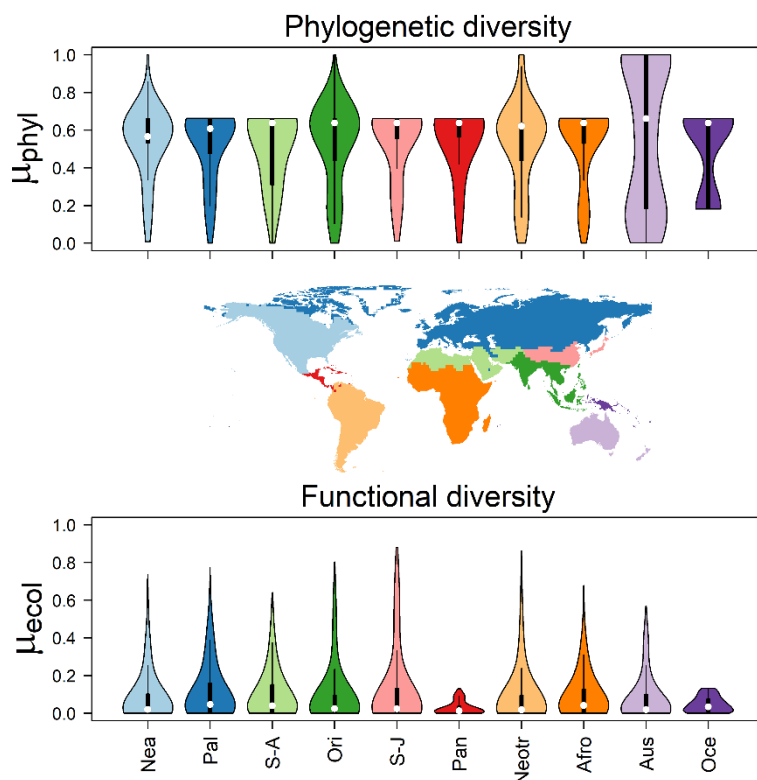 Phylogenetic diversity
μphyl
1.0
0.8
0.6
0.4
0.2
0.0
Functional diversity
μecol
1.0
0.8
0.6
0.4
0.2
0.0
Nea Pal S-A Ori S-J Pan Neotr Afro Aus Oce